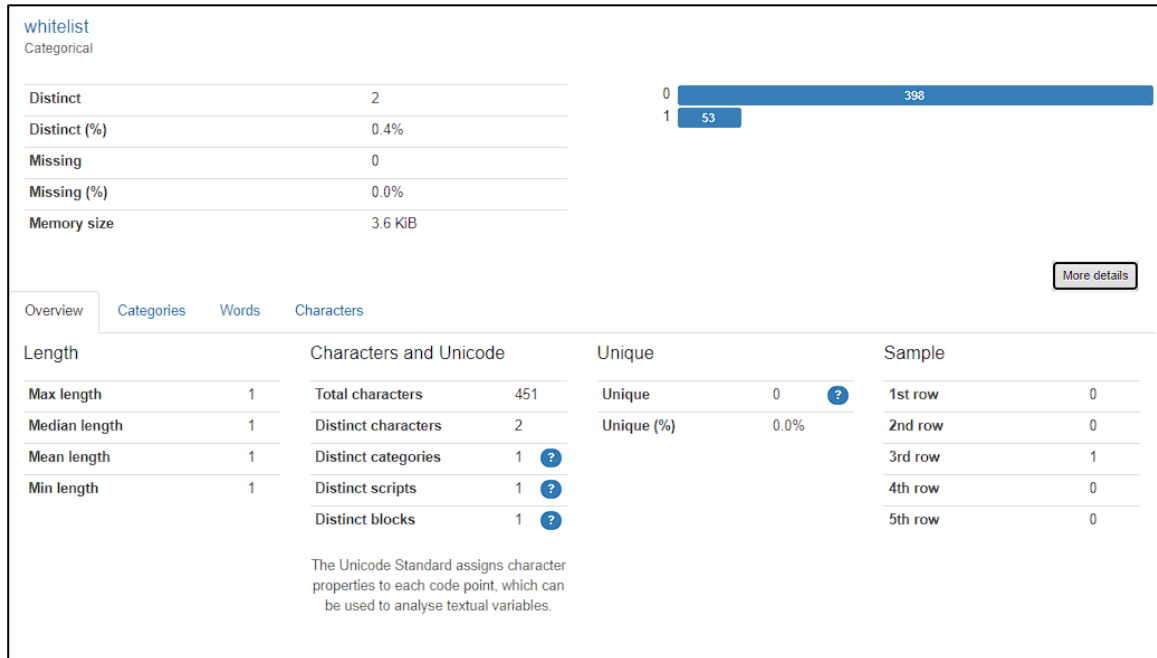 whitelist
Categorical
Distinct 2
Distinct (%) 0.4%
Missing 0
Missing (%) 0.0%
Memory size 3.6 KiB
0 398
1 53
More details
Overview Categories Words Characters
Length
Max length 1
Median length 1
Mean length 1
Min length 1
Characters and Unicode
Total characters 451
Distinct characters 2
Distinct categories 1 ?
Distinct scripts 1 ?
Distinct blocks 1 ?
The Unicode Standard assigns character
properties to each code point, which can
be used to analyse textual variables.
Unique
Unique 0 ?
Unique (%) 0.0%
Sample
1st row 0
2nd row 0
3rd row 1
4th row 0
5th row 0